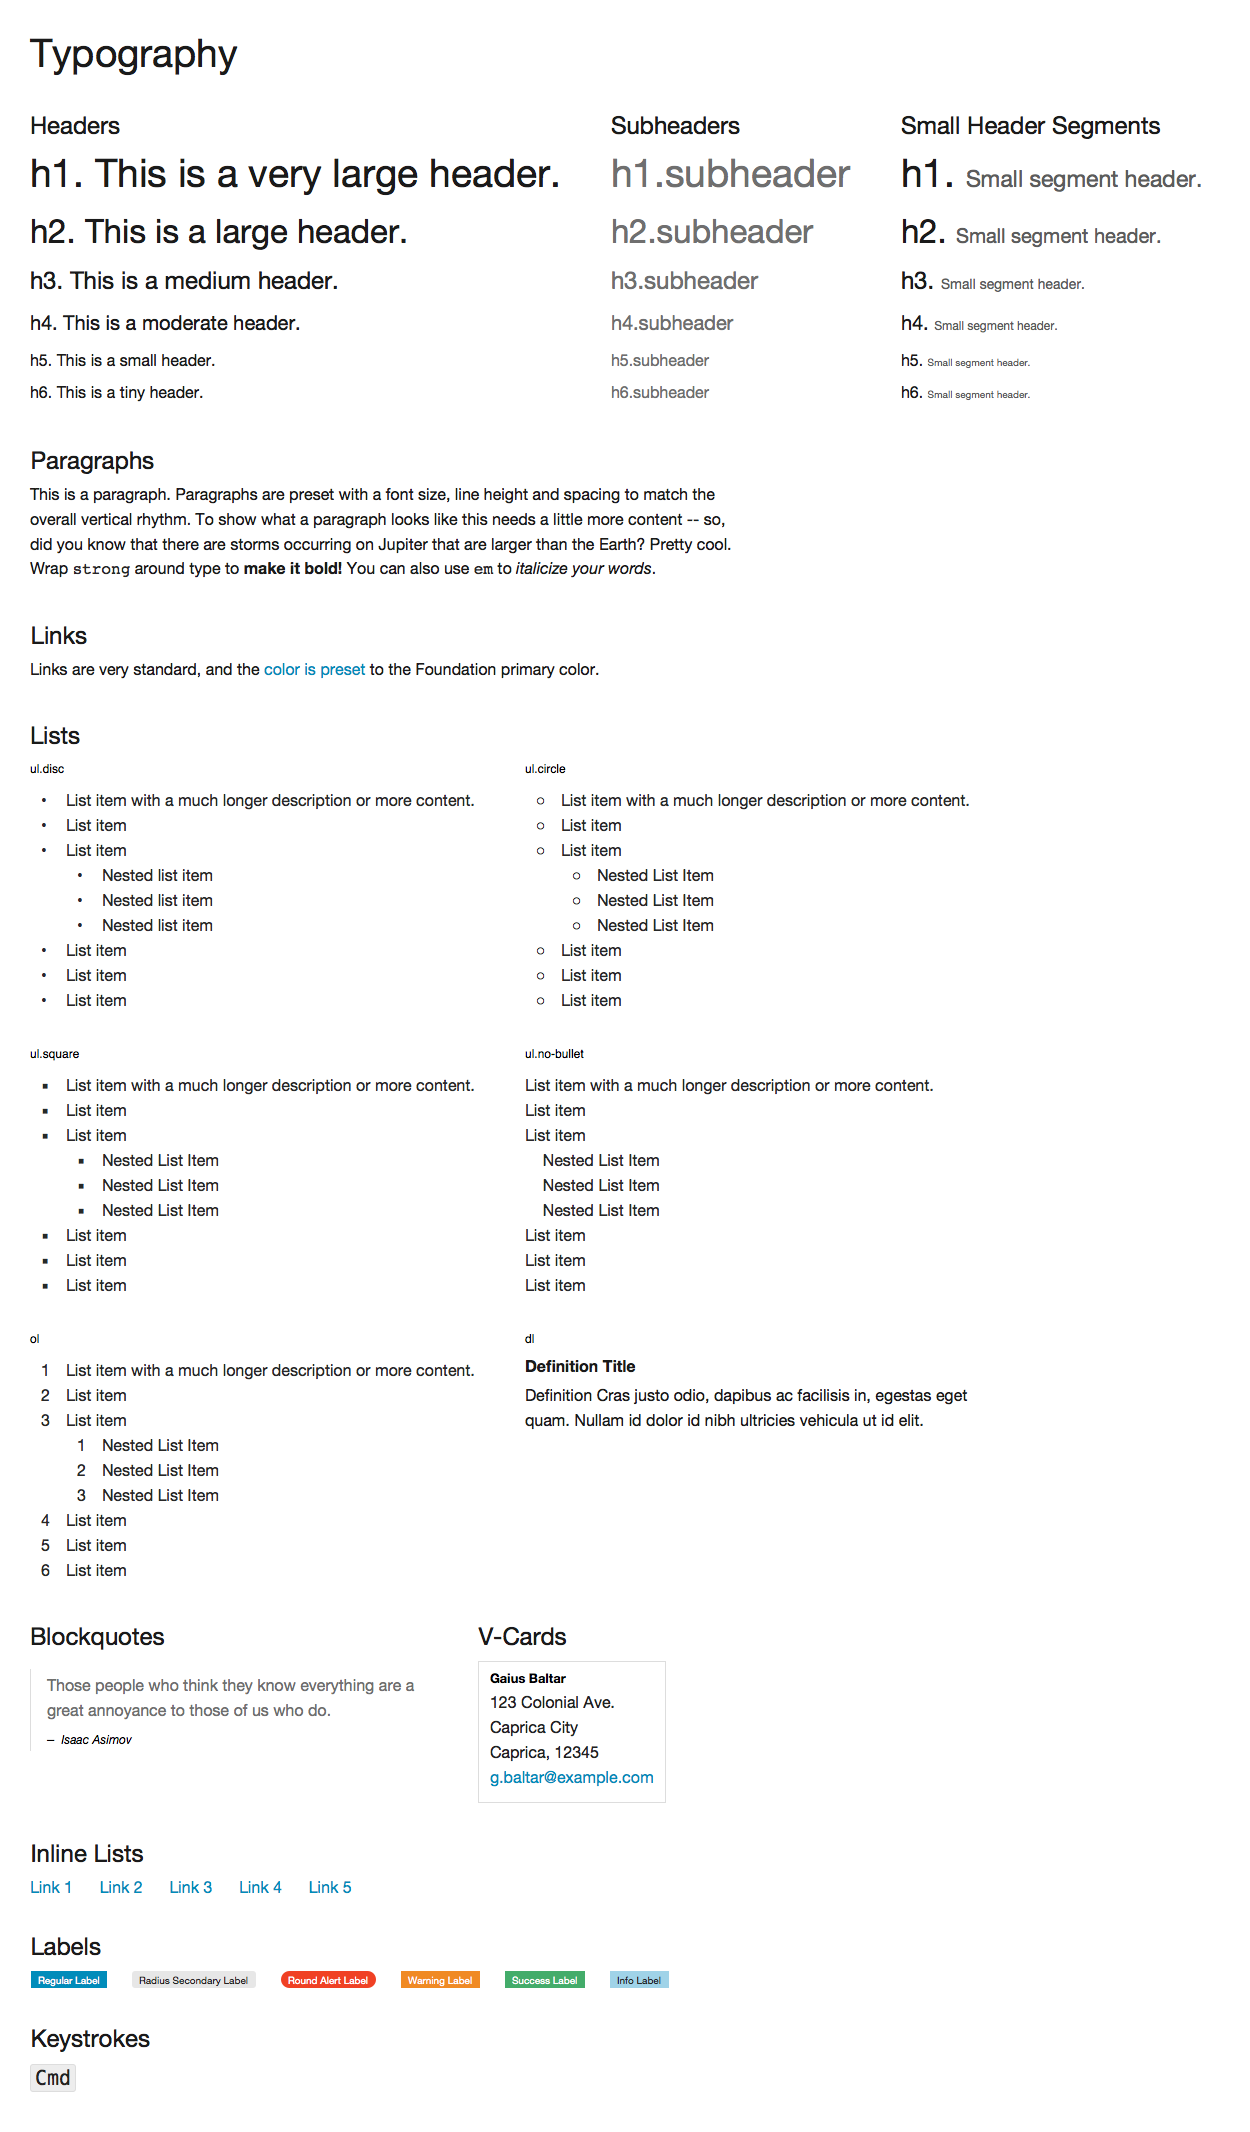 Typography
Headers
h1. This is a very large header.
h2. This is a large header.
h3. This is a medium header.
h4. This is a moderate header.
h5. This is a small header.
h6. This is a tiny header.
Subheaders
h1.subheader
h2.subheader
h3.subheader
h4.subheader
h5.subheader
h6.subheader
Small Header Segments
h1. Small segment header.
h2. Small segment header.
h3. Small segment header.
h4. Small segment header.
h5. Small segment header.
h6. Small segment header.
Paragraphs
This is a paragraph. Paragraphs are preset with a font size, line height and spacing to match the
overall vertical rhythm. To show what a paragraph looks like this needs a little more content -- so,
did you know that there are storms occurring on Jupiter that are larger than the Earth? Pretty cool.
Wrap strong around type to make it bold! You can also use em to italicize your words.
Links
Links are very standard, and the color is preset to the Foundation primary color.
Lists
ul.disc
• List item with a much longer description or more content.
• List item
• List item
• Nested list item
• Nested list item
• Nested list item
• List item
• List item
• List item
ul.circle
○ List item with a much longer description or more content.
○ List item
○ List item
○ Nested List Item
○ Nested List Item
○ Nested List Item
○ List item
○ List item
○ List item
ul.square
▪ List item with a much longer description or more content.
▪ List item
▪ List item
▪ Nested List Item
▪ Nested List Item
▪ Nested List Item
▪ List item
▪ List item
▪ List item
ul.no-bullet
List item with a much longer description or more content.
List item
List item
Nested List Item
Nested List Item
Nested List Item
List item
List item
List item
ol
1 List item with a much longer description or more content.
2 List item
3 List item
1 Nested List Item
2 Nested List Item
3 Nested List Item
4 List item
5 List item
6 List item
dl
Definition Title
Definition Cras justo odio, dapibus ac facilisis in, egestas eget
quam. Nullam id dolor id nibh ultricies vehicula ut id elit.
Blockquotes
Those people who think they know everything are a
great annoyance to those of us who do.
– Isaac Asimov
V-Cards
Gaius Baltar
123 Colonial Ave.
Caprica City
Caprica, 12345
g.baltar@example.com
Inline Lists
Link 1 Link 2 Link 3 Link 4 Link 5
Labels
Regular Label Radius Secondary Label Round Alert Label Warning Label Success Label Info Label
Keystrokes
Cmd